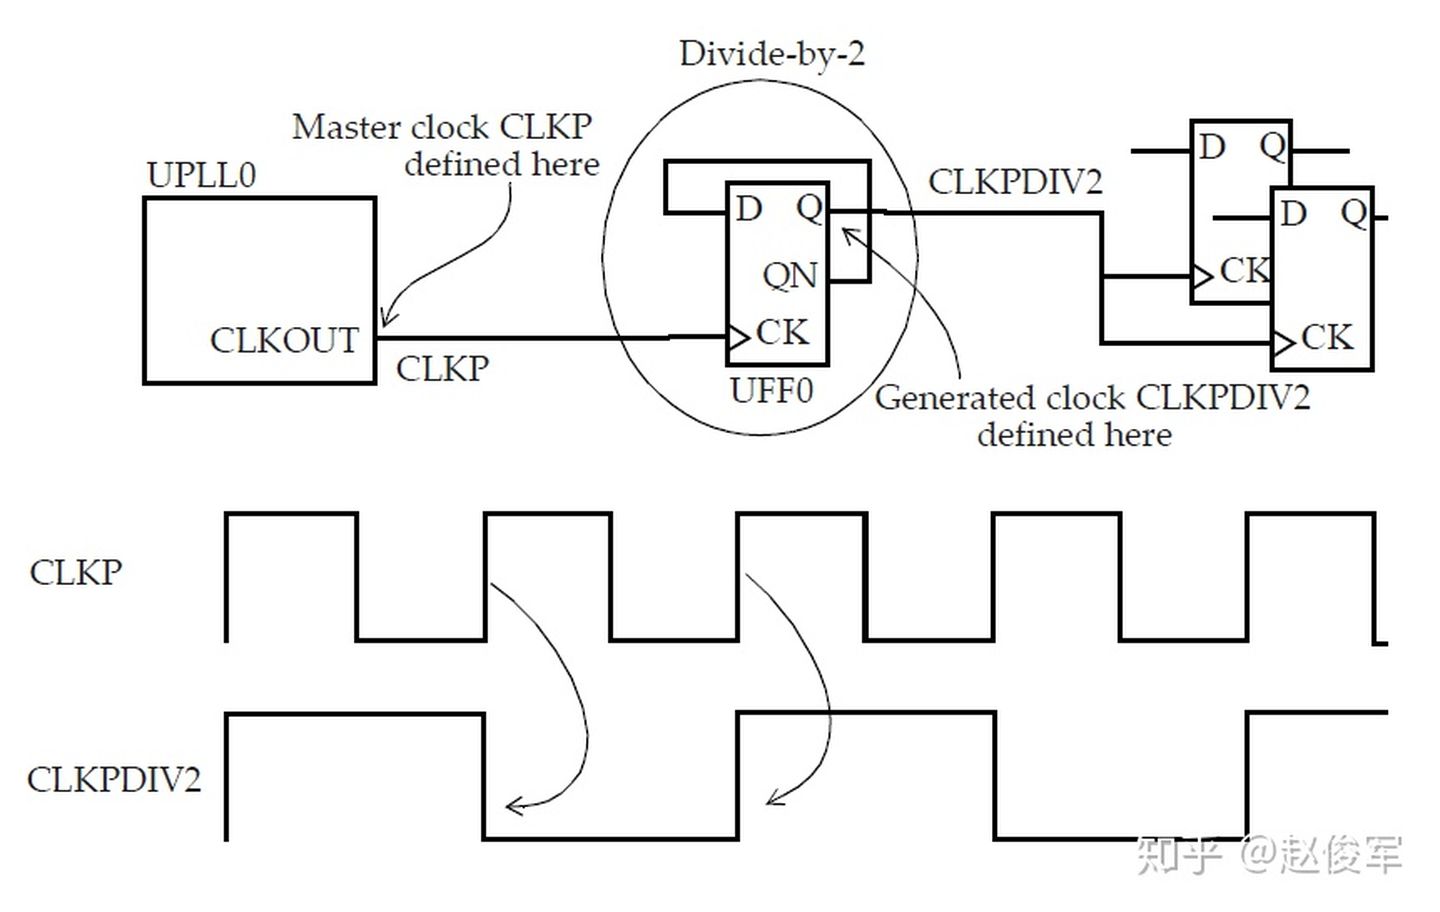 Divide-by-2
Master clock CLKP
defined here
UPLL0
CLKOUT
CLKP
D Q
QN
CK
UFF0
CLKPDIV2
D Q
CK
D Q
CK
Generated clock CLKPDIV2
defined here
CLKP
CLKPDIV2
知乎 @赵俊军